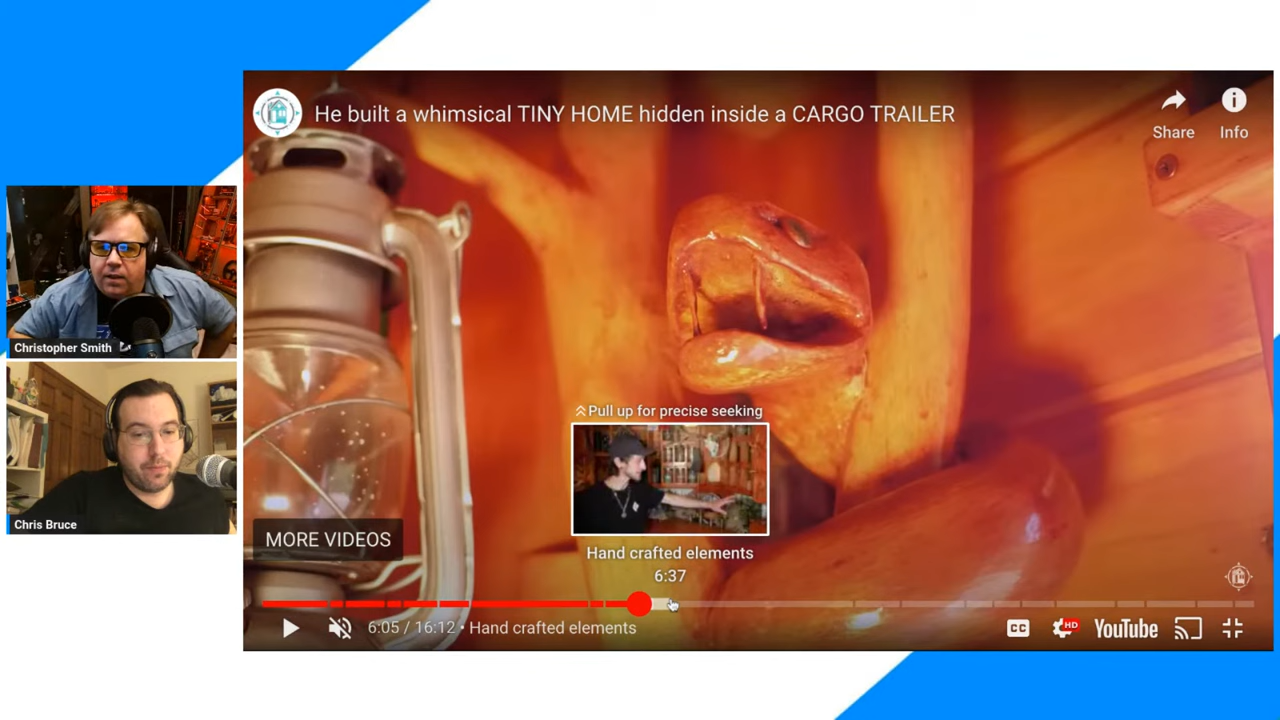 He built a whimsical TINY HOME hidden inside a CARGO TRAILER
Share
Info
Christopher Smith
Chris Bruce
Pull up for precise seeking
MORE VIDEOS
Hand crafted elements
6:37
6:05 / 16:12 • Hand crafted elements
CC
HD
YouTube